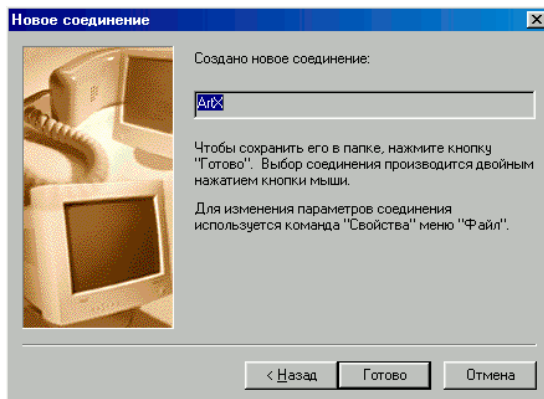 Новое соединение
Создано новое соединение:
ArtX
Чтобы сохранить его в папке, нажмите кнопку
"Готово". Выбор соединения производится двойным
нажатием кнопки мыши.
Для изменения параметров соединения
используется команда "Свойства" меню "Файл".
< Назад
Готово
Отмена